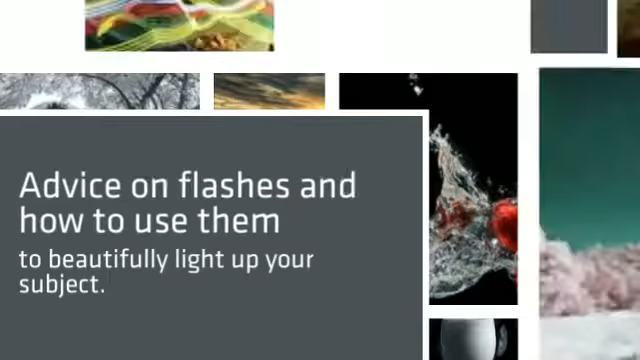 Advice on flashes and
how to use them
to beautifully light up your
subject.